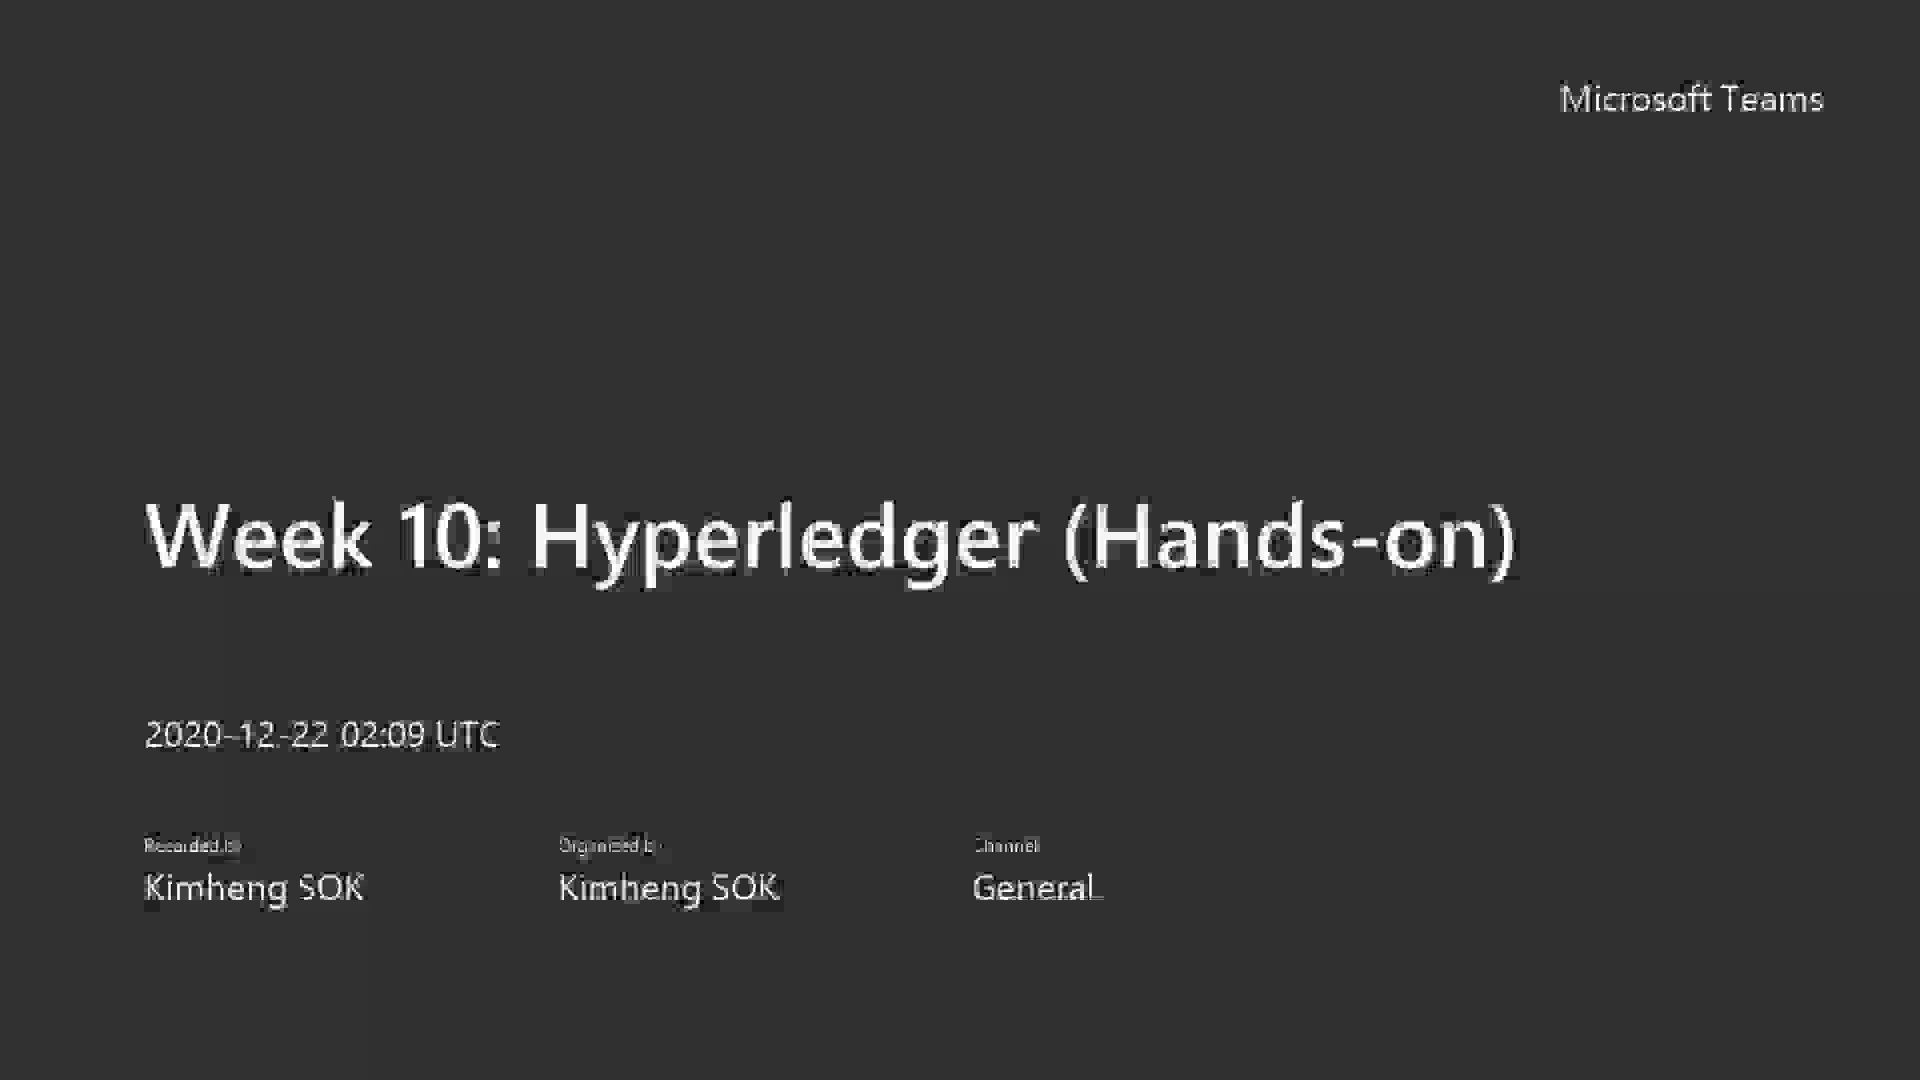 Microsoft Teams
Week 10: Hyperledger (Hands-on)
2020-12-22 02:09 UTC
Recorded by
Organized by
Channel
Kimheng SOK
Kimheng SOK
General